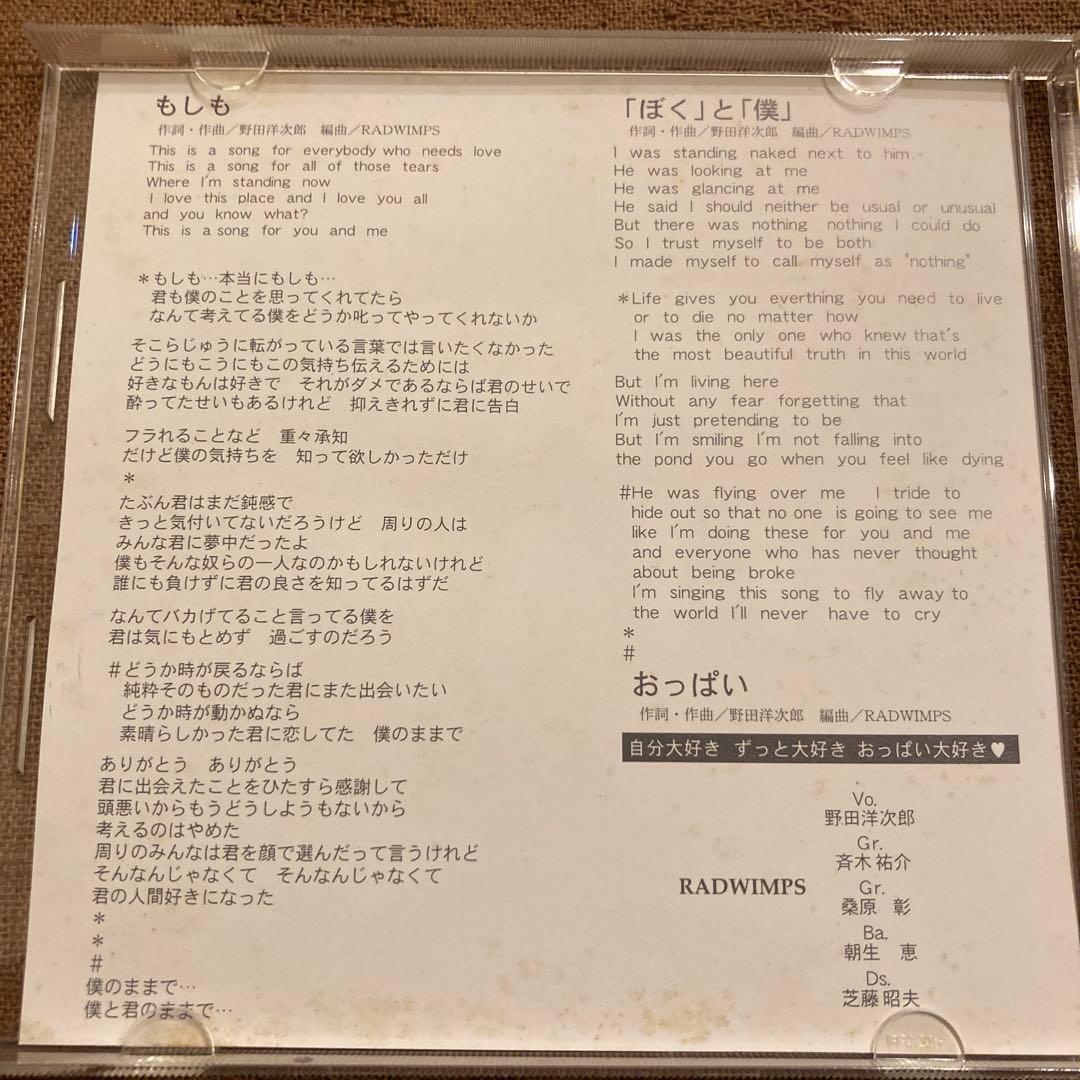 もしも
作詞・作曲／野田洋次郎　編曲／RADWIMPS
This is a song for everybody who needs love
This is a song for all of those tears
Where I'm standing now
I love this place and I love you all
and you know what?
This is a song for you and me
＊もしも…本当にもしも…
君も僕のことを思ってくれてたら
なんて考えてる僕をどうか叱ってやってくれないか
そこらじゅうに転がっている言葉では言いたくなかった
どうにもこうにもこの気持ち伝えるためには
好きなもんは好きで　それがダメであるならば君のせいで
酔ってたせいもあるけれど　抑えきれずに君に告白
フラれることなど　重々承知
だけど僕の気持ちを　知って欲しかっただけ
＊
たぶん君はまだ鈍感で
きっと気付いてないだろうけど　周りの人は
みんな君に夢中だったよ
僕もそんな奴らの一人なのかもしれないけれど
誰にも負けずに君の良さを知ってるはずだ
なんてバカげてること言ってる僕を
君は気にもとめず　過ごすのだろう
＃どうか時が戻るならば
純粋そのものだった君にまた出会いたい
どうか時が動かぬなら
素晴らしかった君に恋してた　僕のままで
ありがとう　ありがとう
君に出会えたことをひたすら感謝して
頭悪いからもうどうしようもないから
考えるのはやめた
周りのみんなは君を顔で選んだって言うけれど
そんなんじゃなくて　そんなんじゃなくて
君の人間好きになった
＊
＊
＃
僕のままで…
僕と君のままで…
「ぼく」と「僕」
作詞・作曲／野田洋次郎　編曲／RADWIMPS
I was standing naked next to him
He was looking at me
He was glancing at me
He said I should neither be usual or unusual
But there was nothing nothing I could do
So I trust myself to be both
I made myself to call myself as "nothing"
＊Life gives you everthing you need to live
or to die no matter how
I was the only one who knew that's
the most beautiful truth in this world
But I'm living here
Without any fear forgetting that
I'm just pretending to be
But I'm smiling I'm not falling into
the pond you go when you feel like dying
#He was flying over me I tride to
hide out so that no one is going to see me
like I'm doing these for you and me
and everyone who has never thought
about being broke
I'm singing this song to fly away to
the world I'll never have to cry
＊
#
おっぱい
作詞・作曲／野田洋次郎　編曲／RADWIMPS
自分大好き ずっと大好き おっぱい大好き♥
RADWIMPS
Vo.
野田洋次郎
Gr.
斉木祐介
Gr.
桑原　彰
Ba.
朝生　恵
Ds.
芝藤昭夫